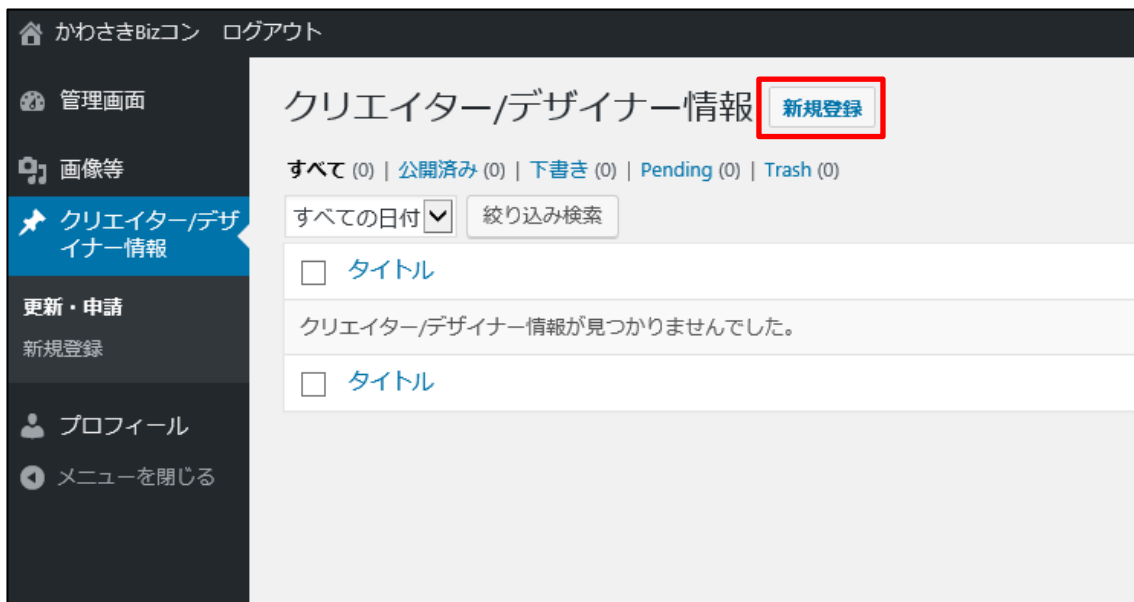 かわさきBizコン ログアウト
管理画面
画像等
クリエイター/デザ
イナー情報
更新・申請
新規登録
プロフィール
メニューを閉じる
クリエイター/デザイナー情報 新規登録
すべて (0) | 公開済み (0) | 下書き (0) | Pending (0) | Trash (0)
すべての日付 絞り込み検索
タイトル
クリエイター/デザイナー情報が見つかりませんでした。
タイトル